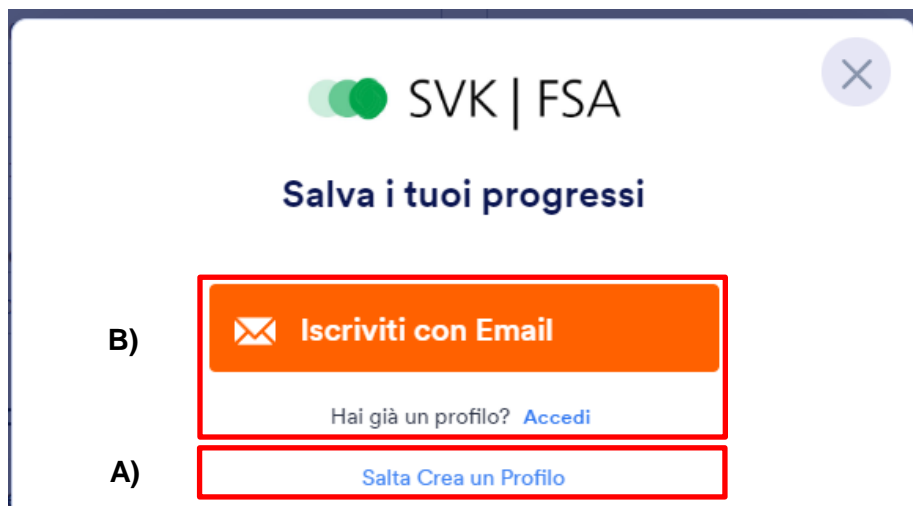 SVK | FSA
Salva i tuoi progressi
B)
Iscriviti con Email
Hai già un profilo? Accedi
A)
Salta Crea un Profilo